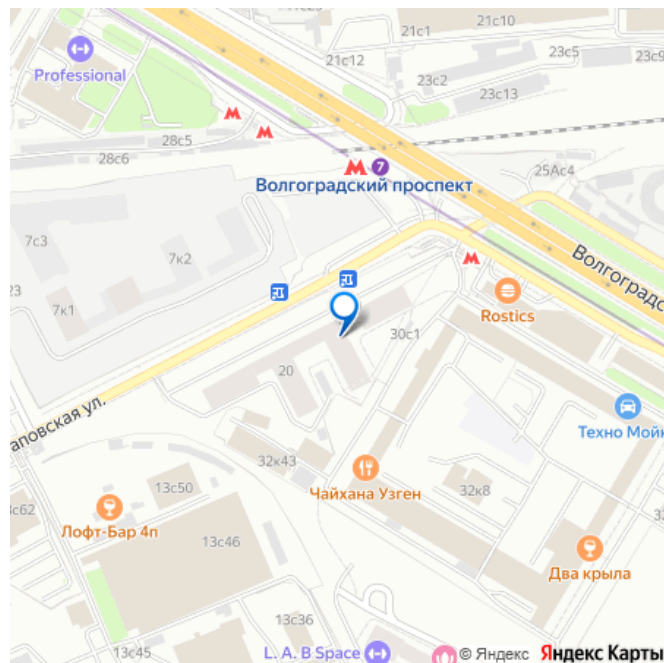 21с1
21с10
21с12
23с5
23с2
23с13
Professional
28с5
28с6
7
25Ас4
Волгоградский проспект
7с3
7к2
23
7к1
Волгоградс
Rostics
30с1
20
аповская ул.
Техно Мойк
32к43
13с50
Чайхана Узген
32к8
с62
Лофт-Бар 4п
13с46
Два крыла
13с36
13с45
L. A. B Space
© Яндекс Яндекс Карты